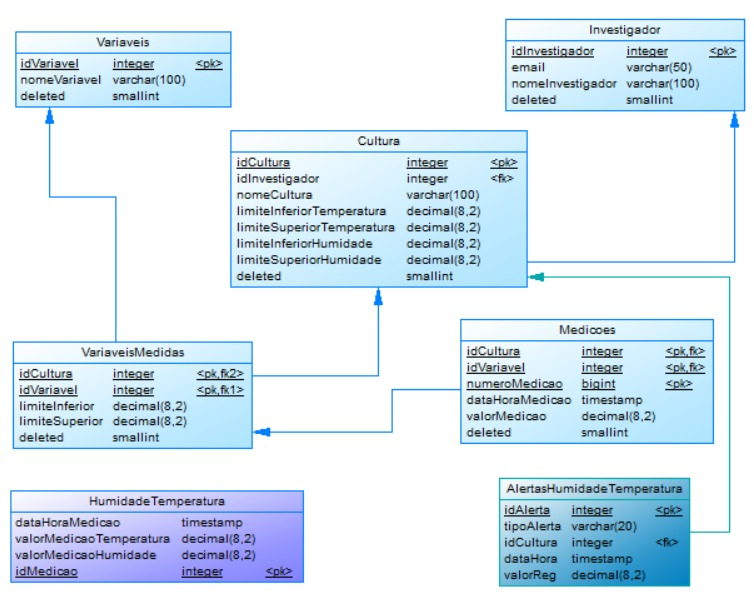 Variaveis
idVariavel integer <pk>
nomeVariavel varchar(100)
deleted smallint
Investigador
idInvestigador integer <pk>
email varchar(50)
nomeInvestigador varchar(100)
deleted smallint
Cultura
idCultura integer <pk>
idInvestigador integer <fk>
nomeCultura varchar(100)
limiteInferiorTemperatura decimal(8,2)
limiteSuperiorTemperatura decimal(8,2)
limiteInferiorHumidade decimal(8,2)
limiteSuperiorHumidade decimal(8,2)
deleted smallint
VariaveisMedidas
idCultura integer <pk,fk2>
idVariavel integer <pk,fk1>
limiteInferior decimal(8,2)
limiteSuperior decimal(8,2)
deleted smallint
Medicoes
idCultura integer <pk,fk>
idVariavel integer <pk,fk>
numeroMedicao bigint <pk>
dataHoraMedicao timestamp
valorMedicao decimal(8,2)
deleted smallint
HumidadeTemperatura
dataHoraMedicao timestamp
valorMedicaoTemperatura decimal(8,2)
valorMedicaoHumidade decimal(8,2)
idMedicao integer <pk>
AlertasHumidadeTemperatura
idAlerta integer <pk>
tipoAlerta varchar(20)
idCultura integer <fk>
dataHora timestamp
valorReg decimal(8,2)